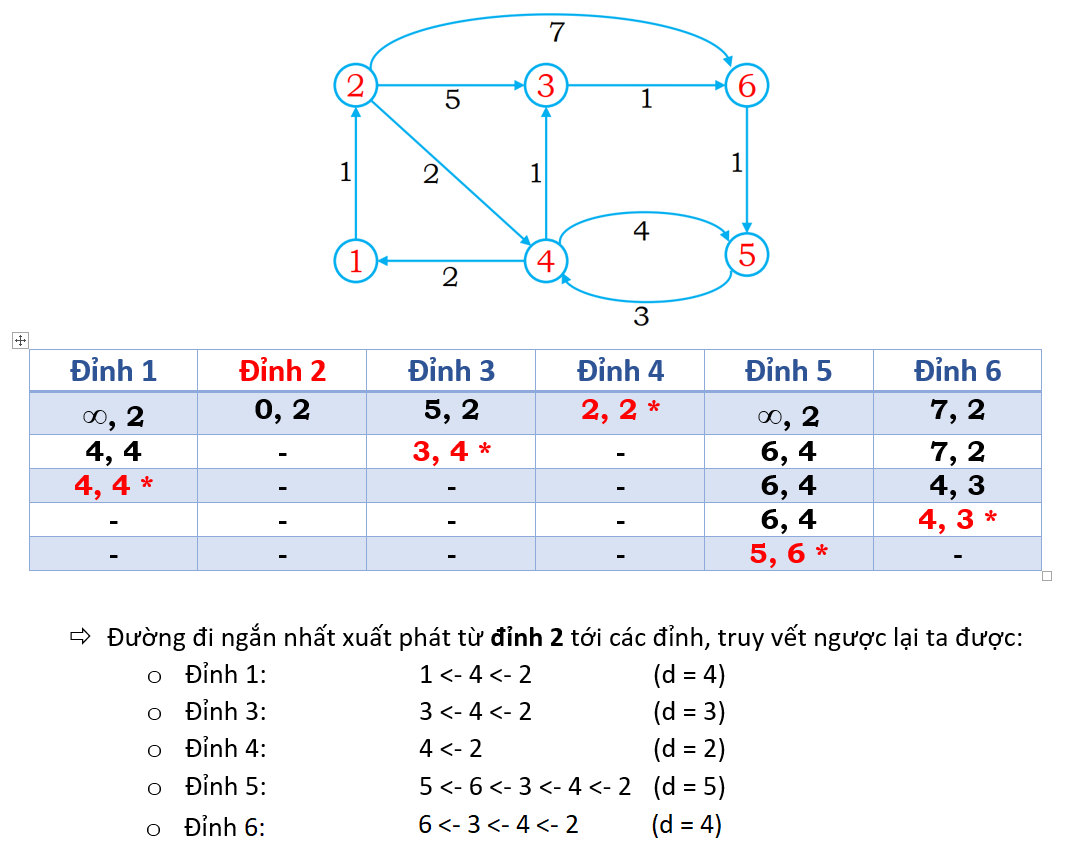 7
2 3 6
5 1
1 2 1 1
4
1 4 5
2
3
Đỉnh 1 Đỉnh 2 Đỉnh 3 Đỉnh 4 Đỉnh 5 Đỉnh 6
∞, 2 0, 2 5, 2 2, 2 * ∞, 2 7, 2
4, 4 - 3, 4 * - 6, 4 7, 2
4, 4 * - - - 6, 4 4, 3
- - - - 6, 4 4, 3 *
- - - - 5, 6 * -
⇨ Đường đi ngắn nhất xuất phát từ đỉnh 2 tới các đỉnh, truy vết ngược lại ta được:
o Đỉnh 1: 1 <- 4 <- 2 (d = 4)
o Đỉnh 3: 3 <- 4 <- 2 (d = 3)
o Đỉnh 4: 4 <- 2 (d = 2)
o Đỉnh 5: 5 <- 6 <- 3 <- 4 <- 2 (d = 5)
o Đỉnh 6: 6 <- 3 <- 4 <- 2 (d = 4)